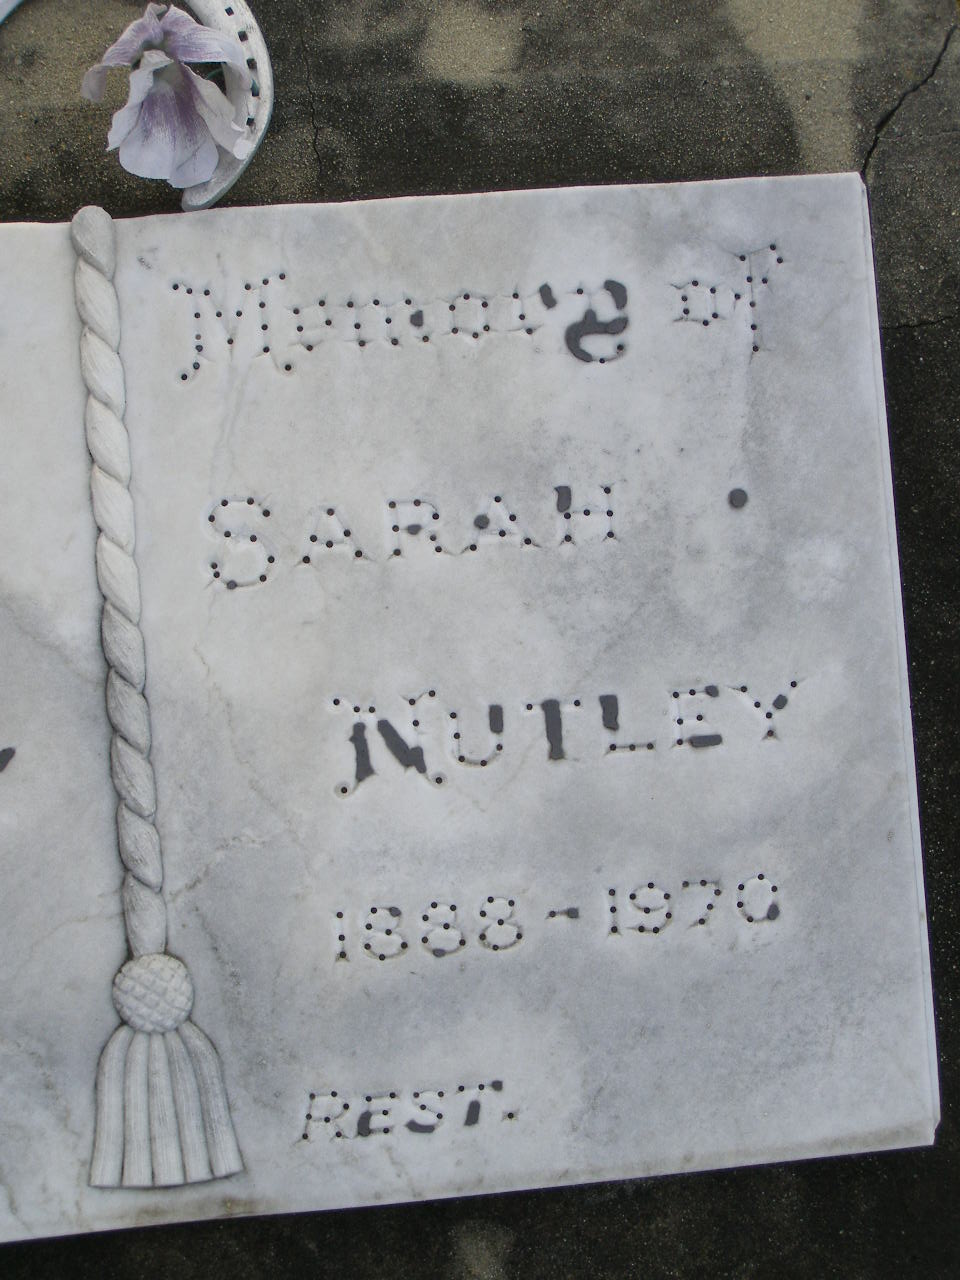 Memory of
SARAH
NUTLEY
1888-1970
REST.